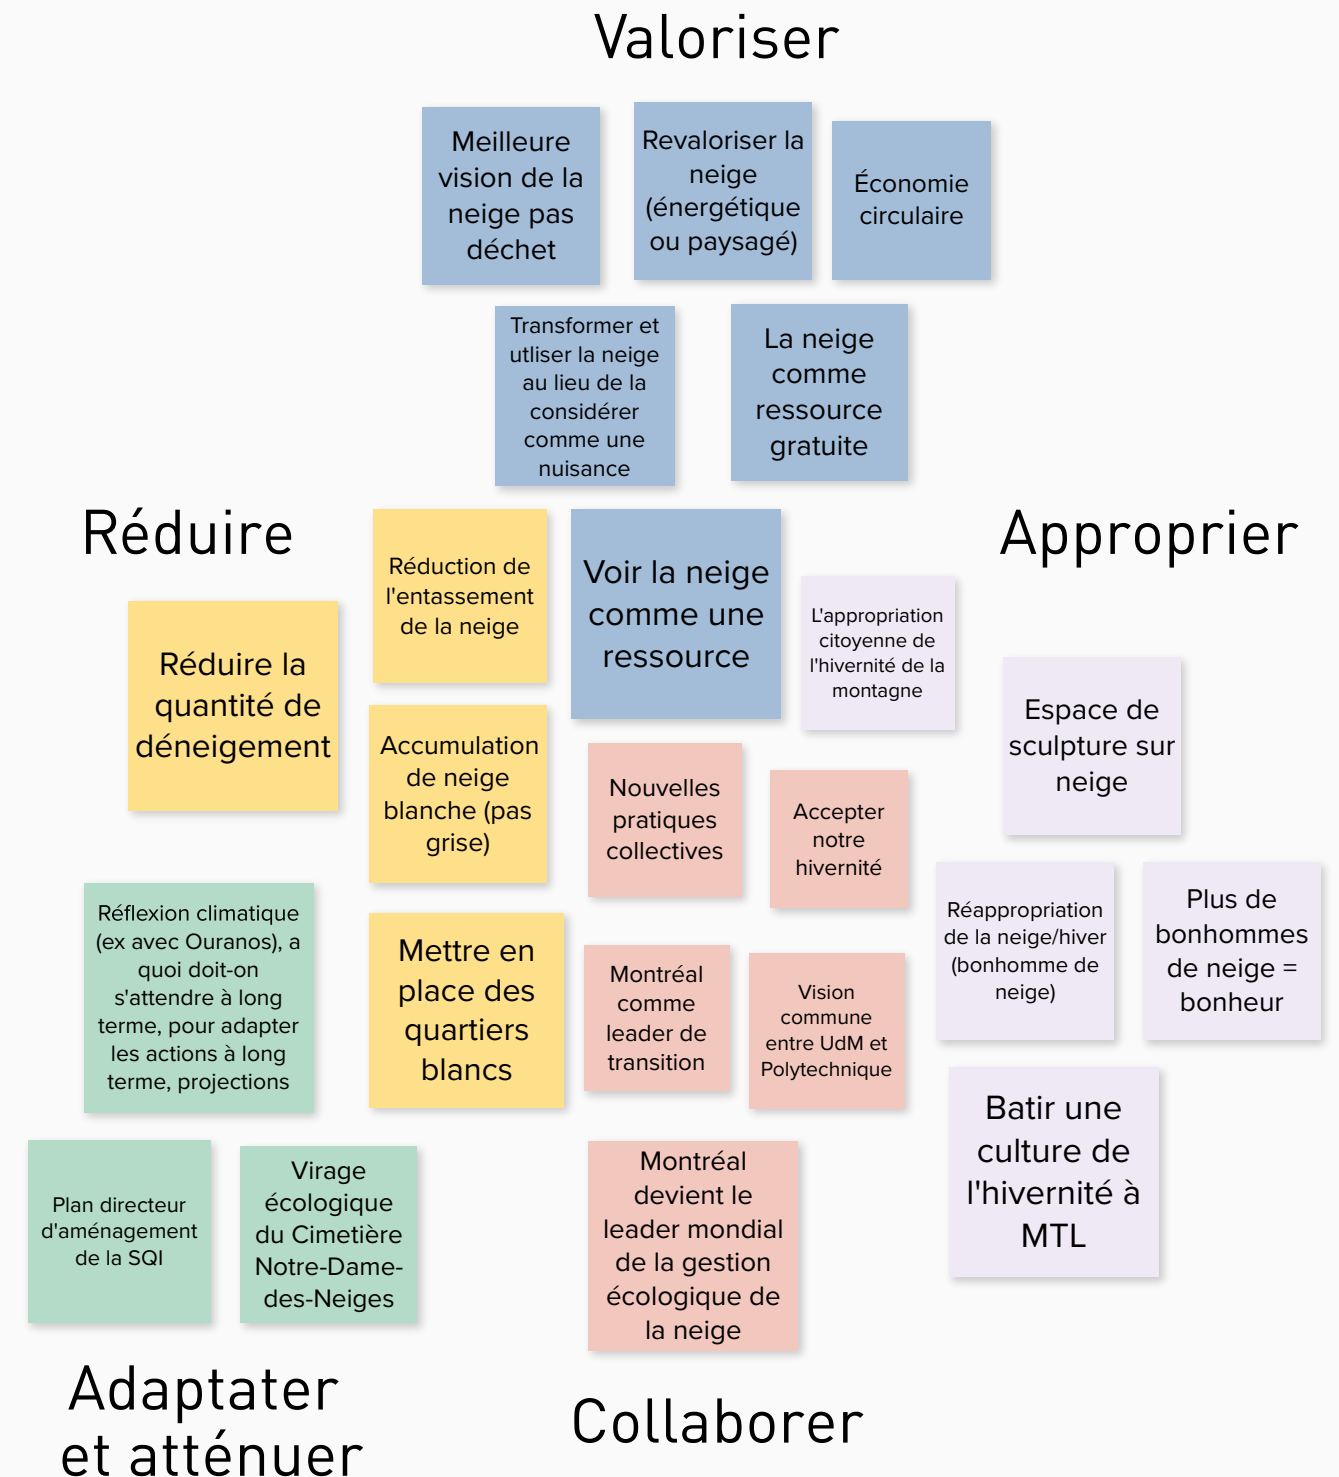 Valoriser
Meilleure
vision de la
neige pas
déchet
Revaloriser la
neige
(énergétique
ou paysagé)
Économie
circulaire
Transformer et
utliser la neige
au lieu de la
considérer
comme une
nuisance
La neige
comme
ressource
gratuite
Réduire
Réduire la
quantité de
déneigement
Réduction de
l'entassement
de la neige
Accumulation
de neige
blanche (pas
grise)
Mettre en
place des
quartiers
blancs
Voir la neige
comme une
ressource
Approprier
L'appropriation
citoyenne de
l'hivernité de la
montagne
Espace de
sculpture sur
neige
Réappropriation
de la neige/hiver
(bonhomme de
neige)
Plus de
bonhommes
de neige =
bonheur
Batir une
culture de
l'hivernité à
MTL
Nouvelles
pratiques
collectives
Accepter
notre
hivernité
Montréal
comme
leader de
transition
Vision
commune
entre UdM et
Polytechnique
Montréal
devient le
leader mondial
de la gestion
écologique de
la neige
Collaborer
Réflexion climatique
(ex avec Ouranos), a
quoi doit-on
s'attendre à long
terme, pour adapter
les actions à long
terme, projections
Plan directeur
d'aménagement
de la SQI
Virage
écologique
du Cimetière
Notre-Dame-
des-Neiges
Adaptater
et atténuer